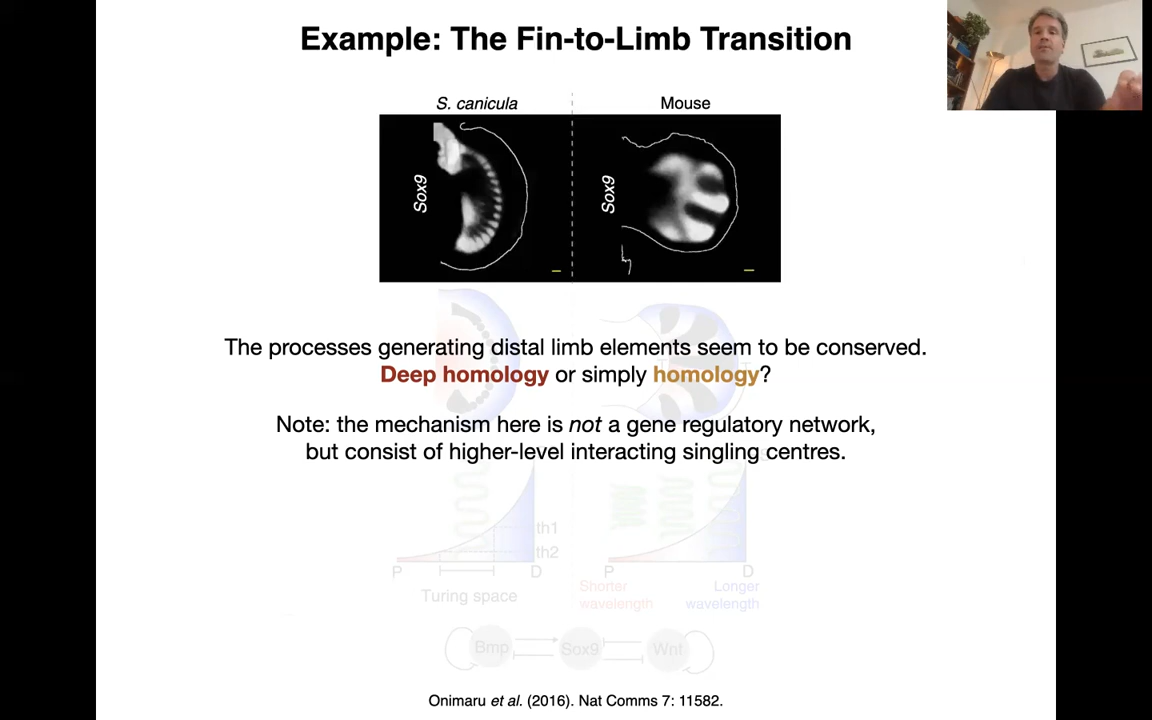 Example: The Fin-to-Limb Transition
S. canicula
Mouse
Sox9
Sox9
The processes generating distal limb elements seem to be conserved.
Deep homology or simply homology?
Note: the mechanism here is not a gene regulatory network,
but consist of higher-level interacting singling centres.
th1
th2
P
D
P
D
Turing space
Shorter
wavelength
Longer
wavelength
Bmp
Sox9
Wnt
Onimaru et al. (2016). Nat Comms 7: 11582.